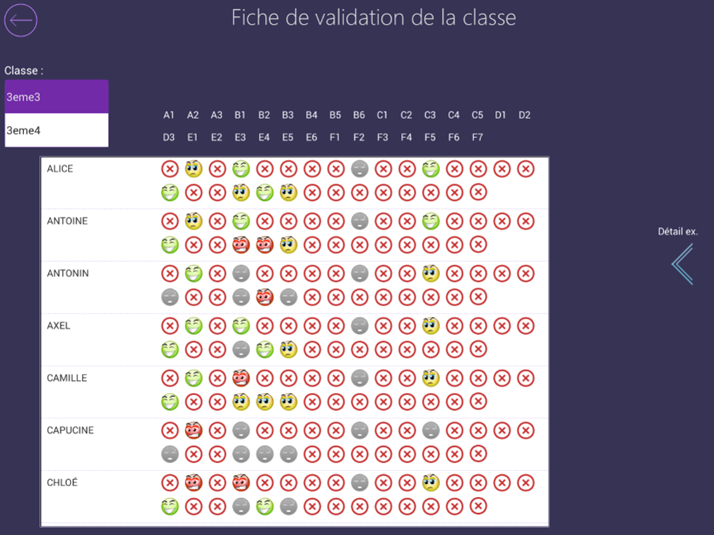 Fiche de validation de la classe
Classe :
3eme3
3eme4
A1 A2 A3 B1 B2 B3 B4 B5 B6 C1 C2 C3 C4 C5 D1 D2
D3 E1 E2 E3 E4 E5 E6 F1 F2 F3 F4 F5 F6 F7
ALICE
ANTOINE
Détail ex.
ANTONIN
AXEL
CAMILLE
CAPUCINE
CHLOÉ